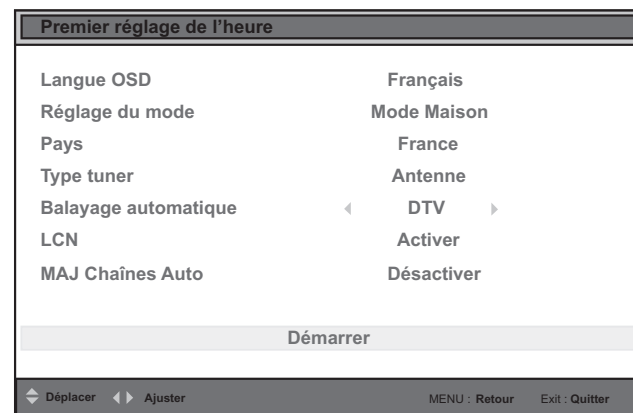 Premier réglage de l'heure
Langue OSD Français
Réglage du mode Mode Maison
Pays France
Type tuner Antenne
Balayage automatique DTV
LCN Activer
MAJ Chaînes Auto Désactiver
Démarrer
Déplacer Ajuster MENU : Retour Exit : Quitter